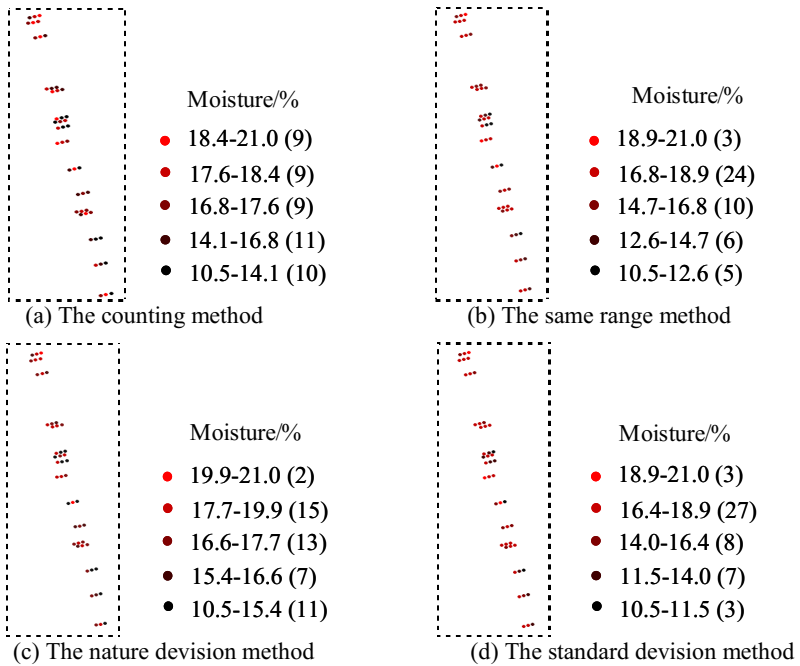 Moisture/%
18.4-21.0 (9)
17.6-18.4 (9)
16.8-17.6 (9)
14.1-16.8 (11)
10.5-14.1 (10)
(a) The counting method
Moisture/%
18.9-21.0 (3)
16.8-18.9 (24)
14.7-16.8 (10)
12.6-14.7 (6)
10.5-12.6 (5)
(b) The same range method
Moisture/%
19.9-21.0 (2)
17.7-19.9 (15)
16.6-17.7 (13)
15.4-16.6 (7)
10.5-15.4 (11)
(c) The nature devision method
Moisture/%
18.9-21.0 (3)
16.4-18.9 (27)
14.0-16.4 (8)
11.5-14.0 (7)
10.5-11.5 (3)
(d) The standard devision method